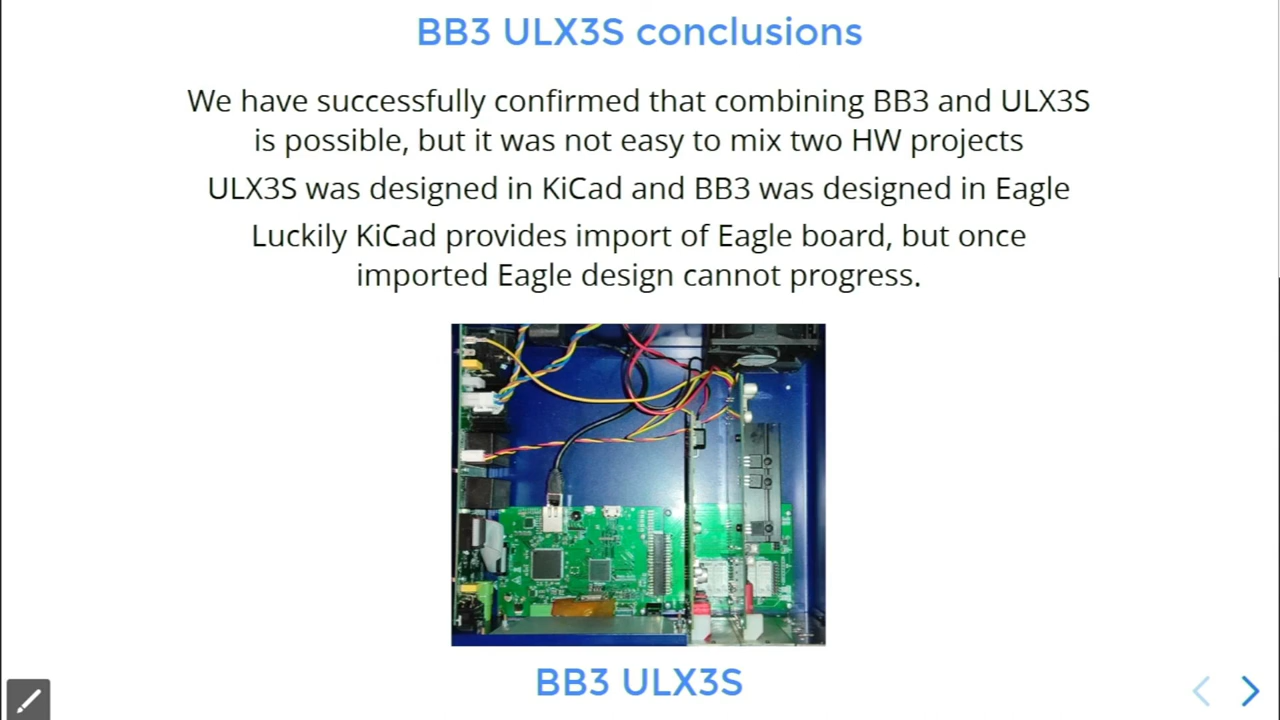 BB3 ULX3S conclusions
We have successfully confirmed that combining BB3 and ULX3S
is possible, but it was not easy to mix two HW projects
ULX3S was designed in KiCad and BB3 was designed in Eagle
Luckily KiCad provides import of Eagle board, but once
imported Eagle design cannot progress.
BB3 ULX3S